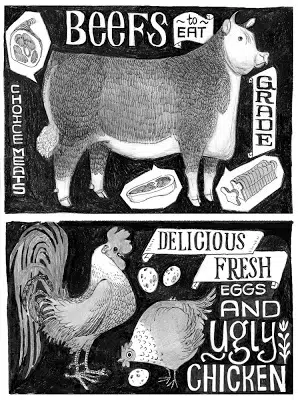 BEEFS to EAT
CHOICE MEATS
GRADE
DELICIOUS
FRESH
EGGS
AND
ugly
CHICKEN